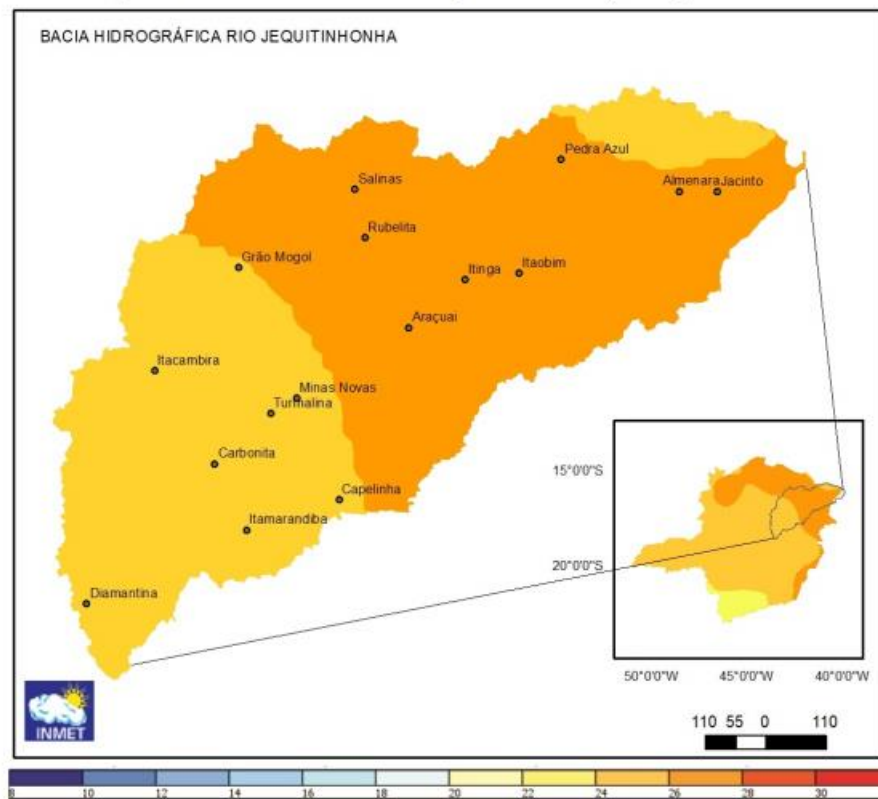 BACIA HIDROGRÁFICA RIO JEQUITINHONHA
Pedra Azul
Salinas
Almenara
Jacinto
Rubelita
Grão Mogol
Itinga
Itaobim
Araçuai
Itacambira
Minas Novas
Turmalina
Carbonita
Capelinha
Itamarandiba
Diamantina
15°0'0"S
20°0'0"S
50°0'0"W 45°0'0"W 40°0'0"W
INMET
110 55 0 110
8 10 12 14 16 18 20 22 24 26 28 30